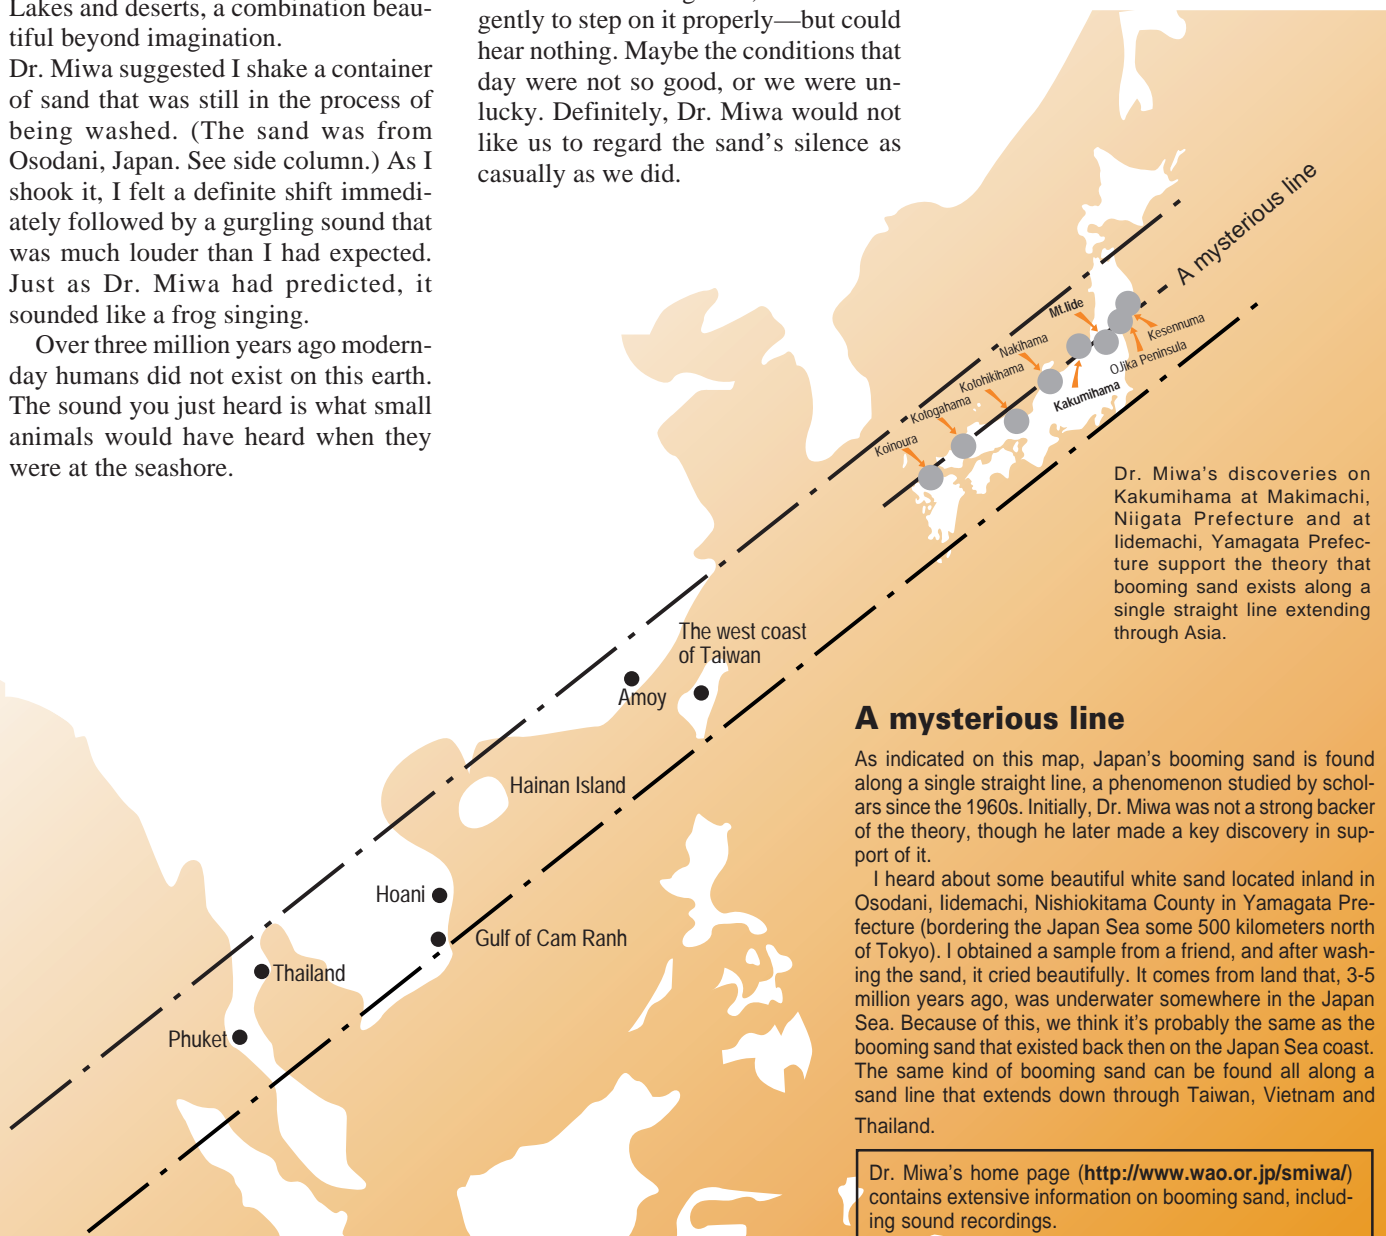 Lakes and deserts, a combination beau-
tiful beyond imagination.
Dr. Miwa suggested I shake a container
of sand that was still in the process of
being washed. (The sand was from
Osodani, Japan. See side column.) As I
shook it, I felt a definite shift immedi-
ately followed by a gurgling sound that
was much louder than I had expected.
Just as Dr. Miwa had predicted, it
sounded like a frog singing.
Over three million years ago modern-
day humans did not exist on this earth.
The sound you just heard is what small
animals would have heard when they
were at the seashore.
gently to step on it properly—but could
hear nothing. Maybe the conditions that
day were not so good, or we were un-
lucky. Definitely, Dr. Miwa would not
like us to regard the sand's silence as
casually as we did.
A mysterious line
Mt.Iide
Nakihama
Kotohikihama
Kotogahama
Koinoura
Kesennuma
OJika Peninsula
Kakumihama
Dr. Miwa's discoveries on
Kakumihama at Makimachi,
Niigata Prefecture and at
Iidemachi, Yamagata Prefec-
ture support the theory that
booming sand exists along a
single straight line extending
through Asia.
The west coast
of Taiwan
Amoy
Hainan Island
Hoani
Gulf of Cam Ranh
Thailand
Phuket
A mysterious line
As indicated on this map, Japan's booming sand is found
along a single straight line, a phenomenon studied by schol-
ars since the 1960s. Initially, Dr. Miwa was not a strong backer
of the theory, though he later made a key discovery in sup-
port of it.
I heard about some beautiful white sand located inland in
Osodani, Iidemachi, Nishiokitama County in Yamagata Pre-
fecture (bordering the Japan Sea some 500 kilometers north
of Tokyo). I obtained a sample from a friend, and after wash-
ing the sand, it cried beautifully. It comes from land that, 3-5
million years ago, was underwater somewhere in the Japan
Sea. Because of this, we think it's probably the same as the
booming sand that existed back then on the Japan Sea coast.
The same kind of booming sand can be found all along a
sand line that extends down through Taiwan, Vietnam and
Thailand.
Dr. Miwa's home page (http://www.wao.or.jp/smiwa/)
contains extensive information on booming sand, includ-
ing sound recordings.